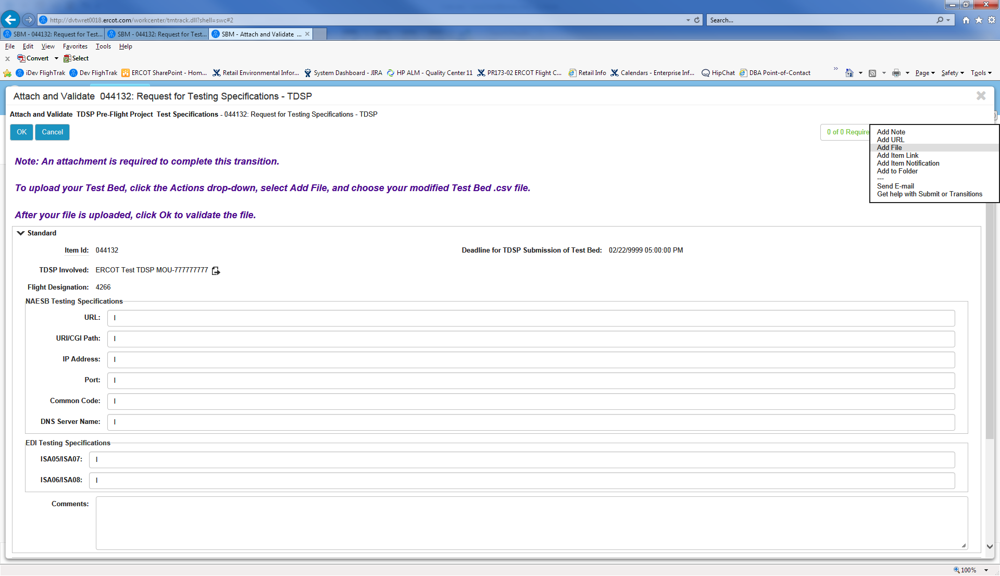 http://dvtwret0018.ercot.com/workcenter/tmtrack.dll?shell=swc#2
Search...
SBM - 044132: Request for Test...
SBM - 044132: Request for Test...
SBM - Attach and Validate ...
File Edit View Favorites Tools Help
x Convert Select
iDev FlighTrak Dev FlighTrak ERCOT SharePoint - Hom... Retail Environmental Infor... System Dashboard - JIRA HP ALM - Quality Center 11 PR173-02 ERCOT Flight C... Retail Info Calendars - Enterprise Inf... HipChat DBA Point-of-Contact » Page Safety Tools
Attach and Validate 044132: Request for Testing Specifications - TDSP
Attach and Validate TDSP Pre-Flight Project Test Specifications - 044132: Request for Testing Specifications - TDSP
OK Cancel
0 of 0 Require
Add Note
Add URL
Add File
Add Item Link
Add Item Notification
Add to Folder
---
Send E-mail
Get help with Submit or Transitions
Note: An attachment is required to complete this transition.
To upload your Test Bed, click the Actions drop-down, select Add File, and choose your modified Test Bed .csv file.
After your file is uploaded, click Ok to validate the file.
Standard
Item Id: 044132
Deadline for TDSP Submission of Test Bed: 02/22/9999 05:00:00 PM
TDSP Involved: ERCOT Test TDSP MOU-777777777
Flight Designation: 4266
NAESB Testing Specifications
URL: l
URI/CGI Path: l
IP Address: l
Port: l
Common Code: l
DNS Server Name: l
EDI Testing Specifications
ISA05/ISA07: l
ISA06/ISA08: l
Comments:
100%